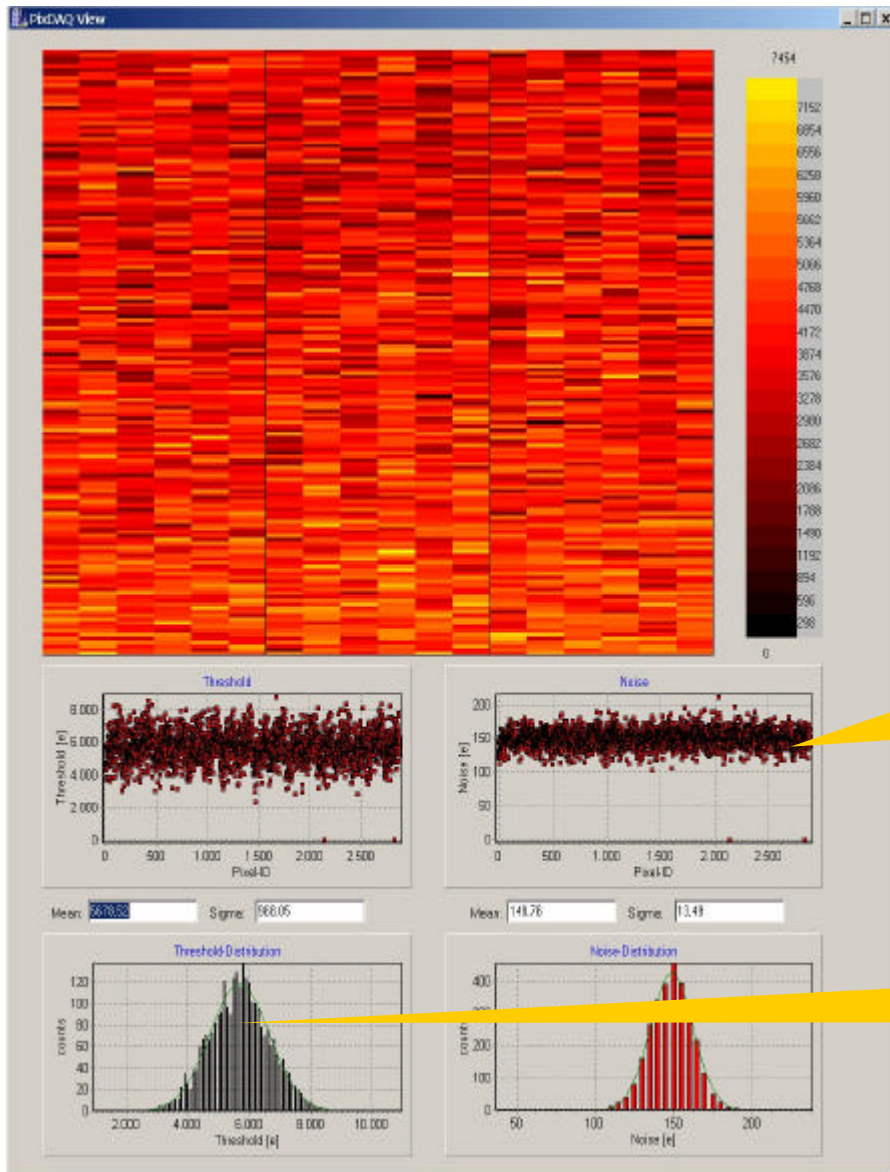 PixDAQ View
7454
7152
6854
6556
6258
5960
5662
5364
5066
4768
4470
4172
3874
3576
3278
2980
2682
2384
2086
1788
1490
1192
894
596
298
0
Threshold
Threshold [e]
8.000
6.000
4.000
2.000
0
0 500 1.000 1.500 2.000 2.500
Pixel-ID
Noise
Noise [e]
200
150
100
50
0
0 500 1.000 1.500 2.000 2.500
Pixel-ID
Mean: 5678,52 Sigma: 968,05
Mean: 149,76 Sigma: 13,49
Threshold-Distribution
counts
120
100
80
60
40
20
0
2.000 4.000 6.000 8.000 10.000
Threshold [e]
Noise-Distribution
counts
400
300
200
100
0
50 100 150 200
Noise [e]